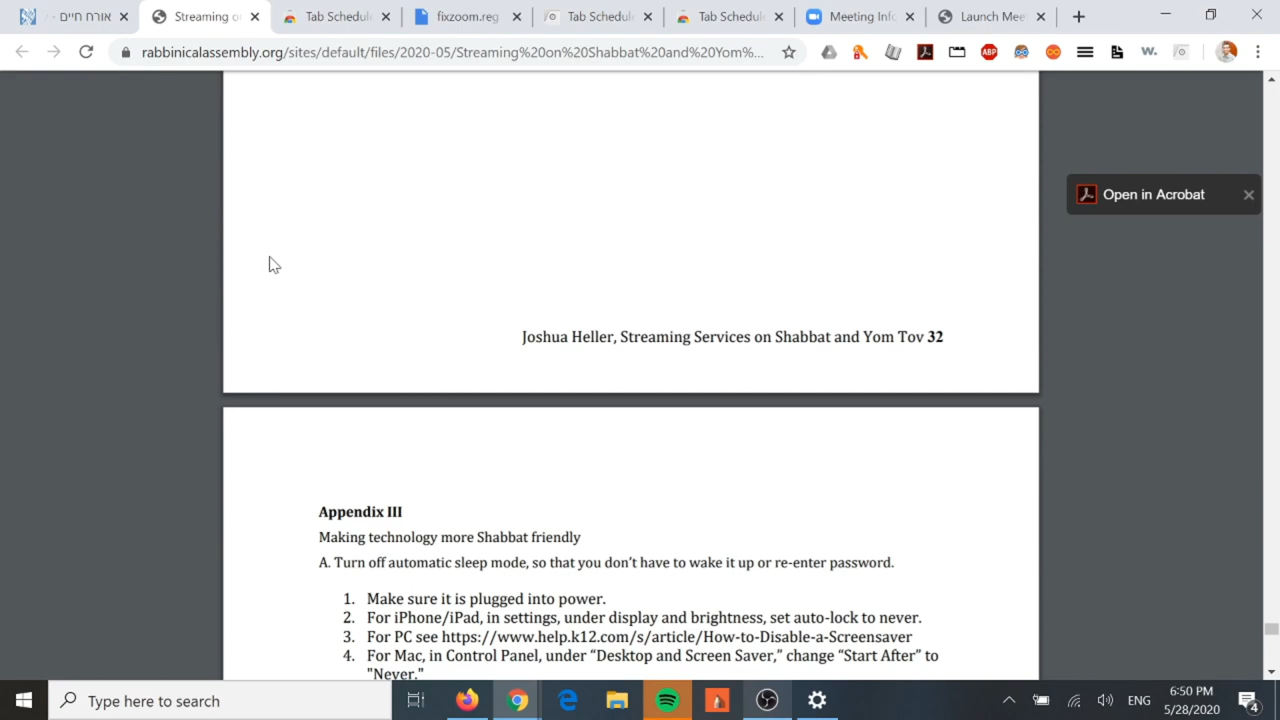 אורח חיים -
Streaming o
Tab Schedule
fixzoom.reg
Tab Schedul
Tab Schedul
Meeting Info
Launch Mee
rabbinicalassembly.org/sites/default/files/2020-05/Streaming%20on%20Shabbat%20and%20Yom%...
ABP
w.
Open in Acrobat
Joshua Heller, Streaming Services on Shabbat and Yom Tov 32
Appendix III
Making technology more Shabbat friendly
A. Turn off automatic sleep mode, so that you don't have to wake it up or re-enter password.
1. Make sure it is plugged into power.
2. For iPhone/iPad, in settings, under display and brightness, set auto-lock to never.
3. For PC see https://www.help.k12.com/s/article/How-to-Disable-a-Screensaver
4. For Mac, in Control Panel, under “Desktop and Screen Saver,” change “Start After” to
"Never."
Type here to search
ENG
6:50 PM
5/28/2020
4